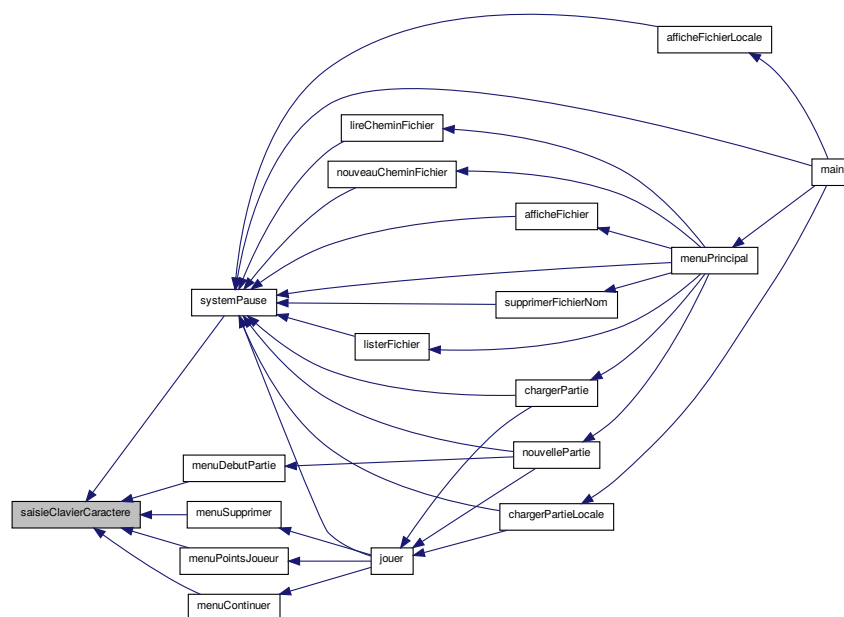 afficheFichierLocale
lireCheminFichier
main
nouveauCheminFichier
afficheFichier
menuPrincipal
systemPause
supprimerFichierNom
listerFichier
chargerPartie
nouvellePartie
menuDebutPartie
saisieClavierCaractere
menuSupprimer
chargerPartieLocale
menuPointsJoueur
jouer
menuContinuer